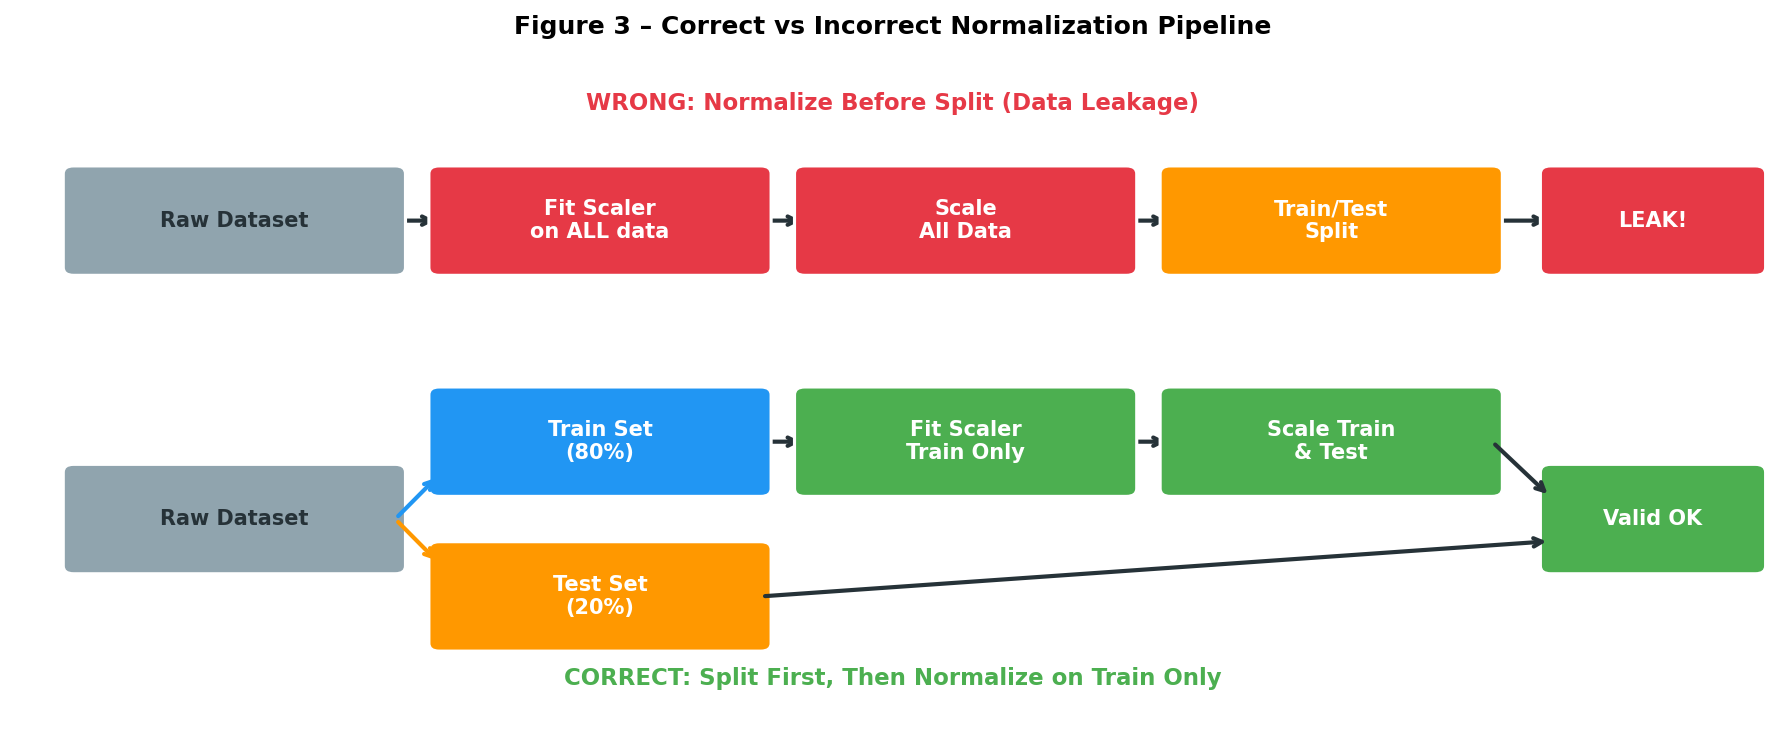 Figure 3 – Correct vs Incorrect Normalization Pipeline
WRONG: Normalize Before Split (Data Leakage)
Raw Dataset
Fit Scaler
on ALL data
Scale
All Data
Train/Test
Split
LEAK!
Raw Dataset
Train Set
(80%)
Fit Scaler
Train Only
Scale Train
& Test
Valid OK
Test Set
(20%)
CORRECT: Split First, Then Normalize on Train Only